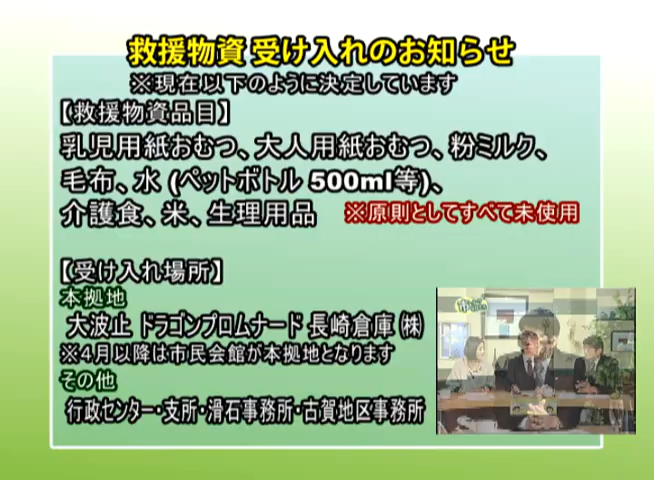 救援物資 受け入れのお知らせ
※現在以下のように決定しています
【救援物資品目】
乳児用紙おむつ、大人用紙おむつ、粉ミルク、
毛布、水 (ペットボトル 500ml等)、
介護食、米、生理用品 ※原則としてすべて未使用
【受け入れ場所】
本拠地
大波止 ドラゴンプロムナード 長崎倉庫 ㈱
※4月以降は市民会館が本拠地となります
その他
行政センター・支所・滑石事務所・古賀地区事務所